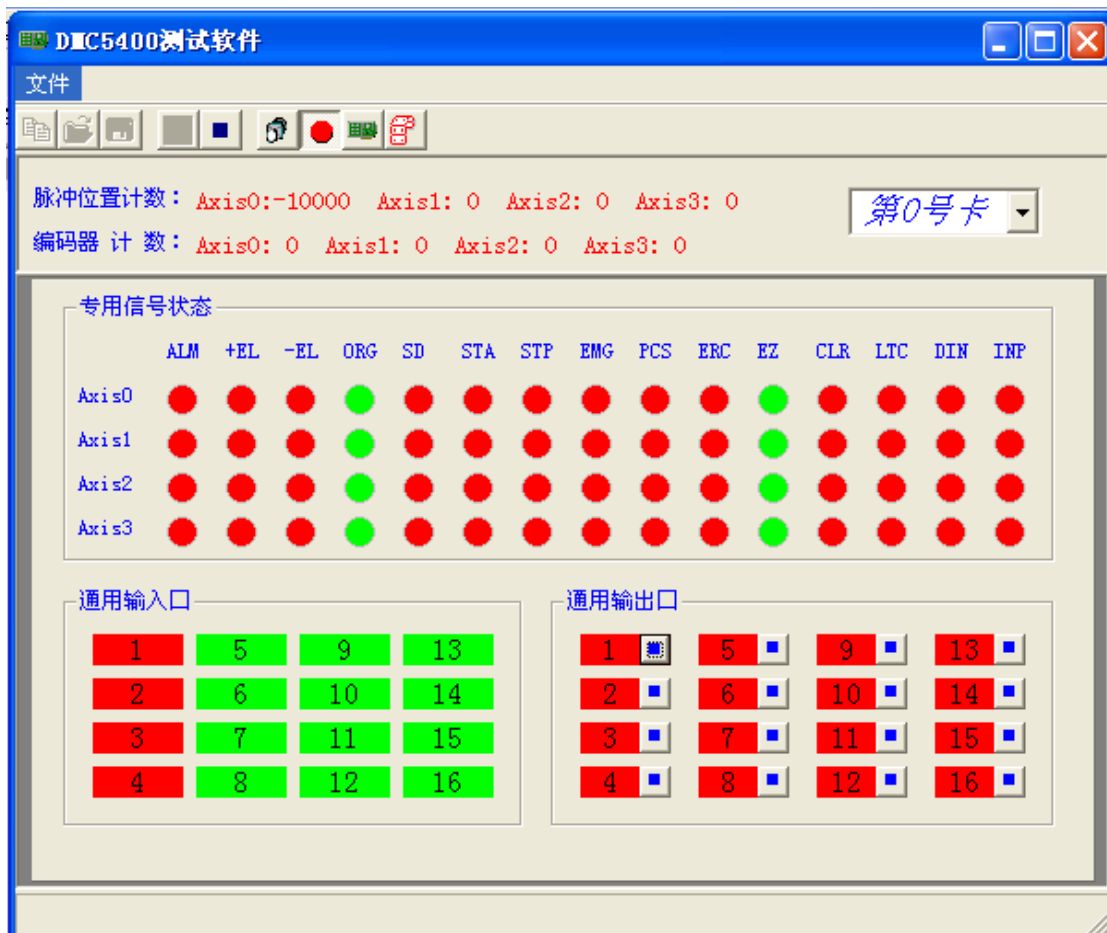 DMC5400测试软件
文件
脉冲位置计数： Axis0:-10000 Axis1: 0 Axis2: 0 Axis3: 0
第0号卡
编码器 计 数： Axis0: 0 Axis1: 0 Axis2: 0 Axis3: 0
专用信号状态
ALM +EL -EL ORG SD STA STP EMG PCS ERC EZ CLR LTC DIN INP
Axis0
Axis1
Axis2
Axis3
通用输入口
1 5 9 13
2 6 10 14
3 7 11 15
4 8 12 16
通用输出口
1 5 9 13
2 6 10 14
3 7 11 15
4 8 12 16